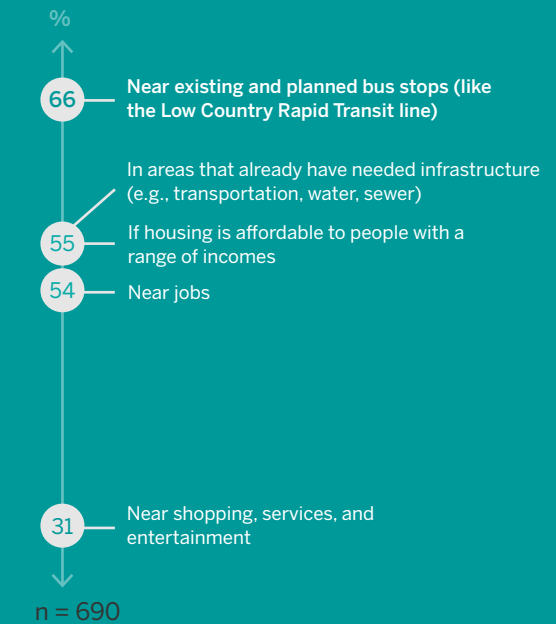 %
66
Near existing and planned bus stops (like
the Low Country Rapid Transit line)
In areas that already have needed infrastructure
(e.g., transportation, water, sewer)
55
If housing is affordable to people with a
range of incomes
54
Near jobs
31
Near shopping, services, and
entertainment
n = 690